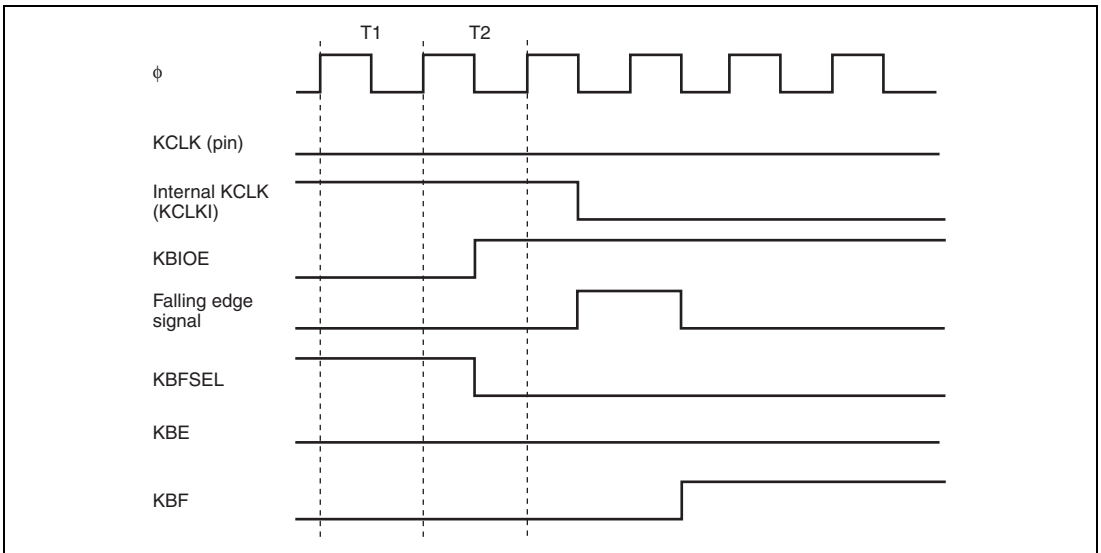 T1 T2
ϕ
KCLK (pin)
Internal KCLK
(KCLKI)
KBIOE
Falling edge
signal
KBFSEL
KBE
KBF